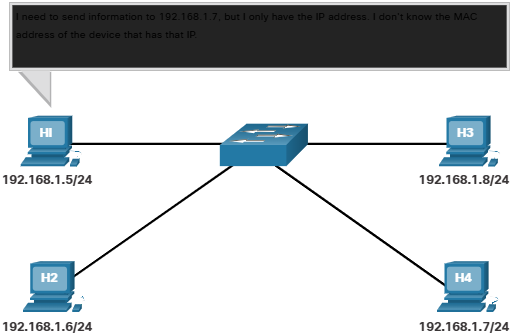 I need to send information to 192.168.1.7, but I only have the IP address. I don't know the MAC
address of the device that has that IP.
H1
H3
192.168.1.5/24
192.168.1.8/24
H2
H4
192.168.1.6/24
192.168.1.7/24